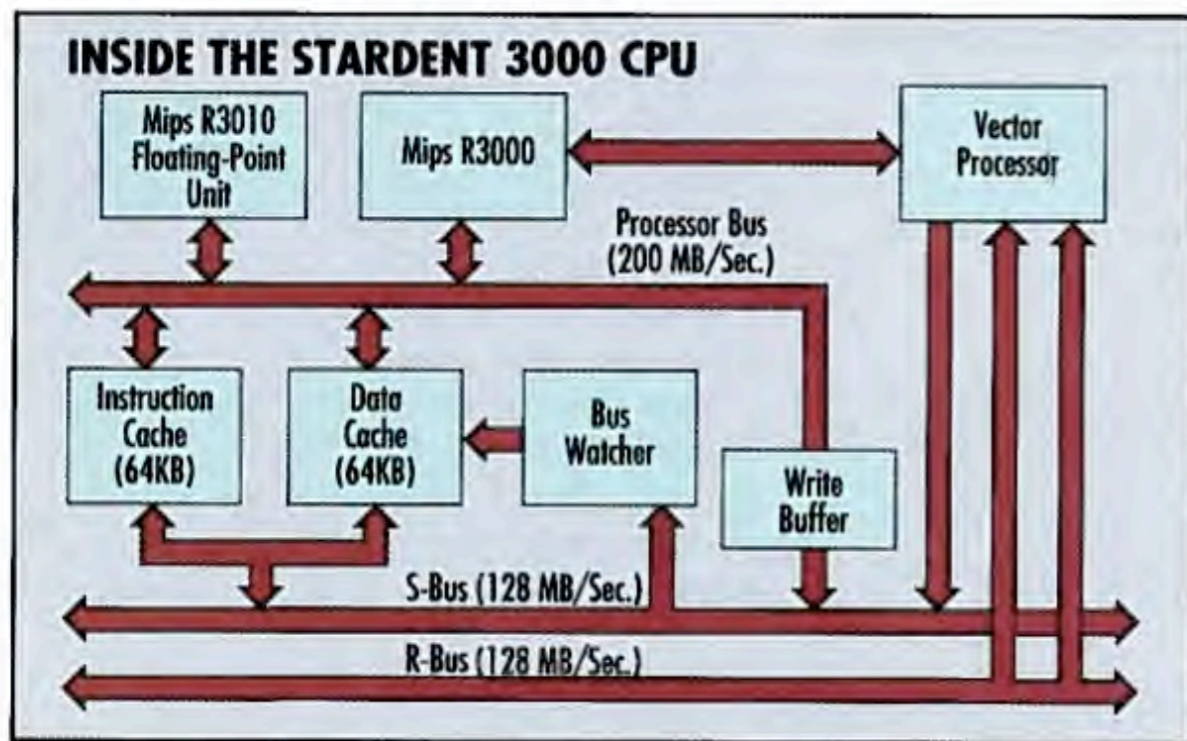 INSIDE THE STARDENT 3000 CPU
Mips R3010
Floating-Point
Unit
Mips R3000
Vector
Processor
Processor Bus
(200 MB/Sec.)
Instruction
Cache
(64KB)
Data
Cache
(64KB)
Bus
Watcher
Write
Buffer
S-Bus (128 MB/Sec.)
R-Bus (128 MB/Sec.)